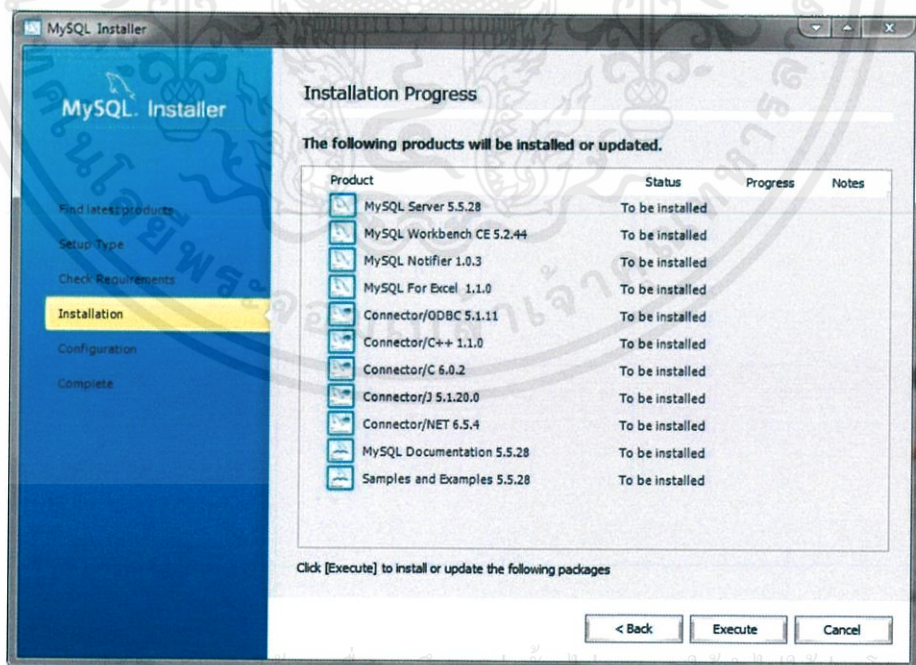 MySQL Installer
MySQL. Installer
Find latest products
Setup Type
Check Requirements
Installation
Configuration
Complete
Installation Progress
The following products will be installed or updated.
Product Status Progress Notes
MySQL Server 5.5.28 To be installed
MySQL Workbench CE 5.2.44 To be installed
MySQL Notifier 1.0.3 To be installed
MySQL For Excel 1.1.0 To be installed
Connector/ODBC 5.1.11 To be installed
Connector/C++ 1.1.0 To be installed
Connector/C 6.0.2 To be installed
Connector/J 5.1.20.0 To be installed
Connector/NET 6.5.4 To be installed
MySQL Documentation 5.5.28 To be installed
Samples and Examples 5.5.28 To be installed
Click [Execute] to install or update the following packages
< Back Execute Cancel